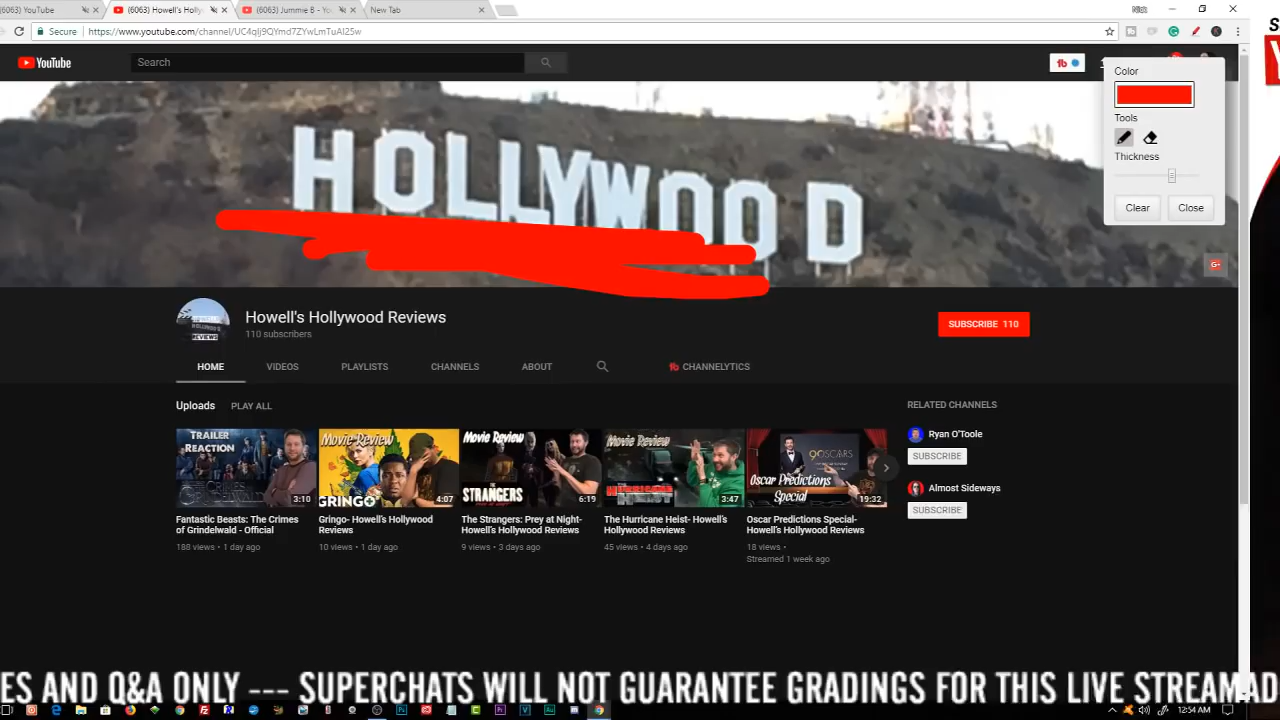 (6063) YouTube
(6063) Howell's Holly
(6063) Jummie B - Yo
New Tab
Nick
Secure
https://www.youtube.com/channel/UC4qlj9QYmd7ZYwLmTuAl25w
YouTube
Search
tb
Color
Tools
Thickness
Clear
Close
HOLLYWOOD
G+
Howell's Hollywood Reviews
110 subscribers
SUBSCRIBE 110
HOME
VIDEOS
PLAYLISTS
CHANNELS
ABOUT
tb CHANNELYTICS
Uploads
PLAY ALL
RELATED CHANNELS
Ryan O'Toole
SUBSCRIBE
Almost Sideways
SUBSCRIBE
TRAILER
REACTION
3:10
Movie Review
GRINGO
4:07
Movie Review
THE
STRANGERS
6:19
Movie Review
3:47
90 OSCARS
Oscar Predictions
Special
19:32
Fantastic Beasts: The Crimes
of Grindelwald - Official
188 views • 1 day ago
Gringo- Howell's Hollywood
Reviews
10 views • 1 day ago
The Strangers: Prey at Night-
Howell's Hollywood Reviews
9 views • 3 days ago
The Hurricane Heist- Howell's
Hollywood Reviews
45 views • 4 days ago
Oscar Predictions Special-
Howell's Hollywood Reviews
18 views •
Streamed 1 week ago
ES AND Q&A ONLY --- SUPERCHATS WILL NOT GUARANTEE GRADINGS FOR THIS LIVE STREAMAD
12:54 AM